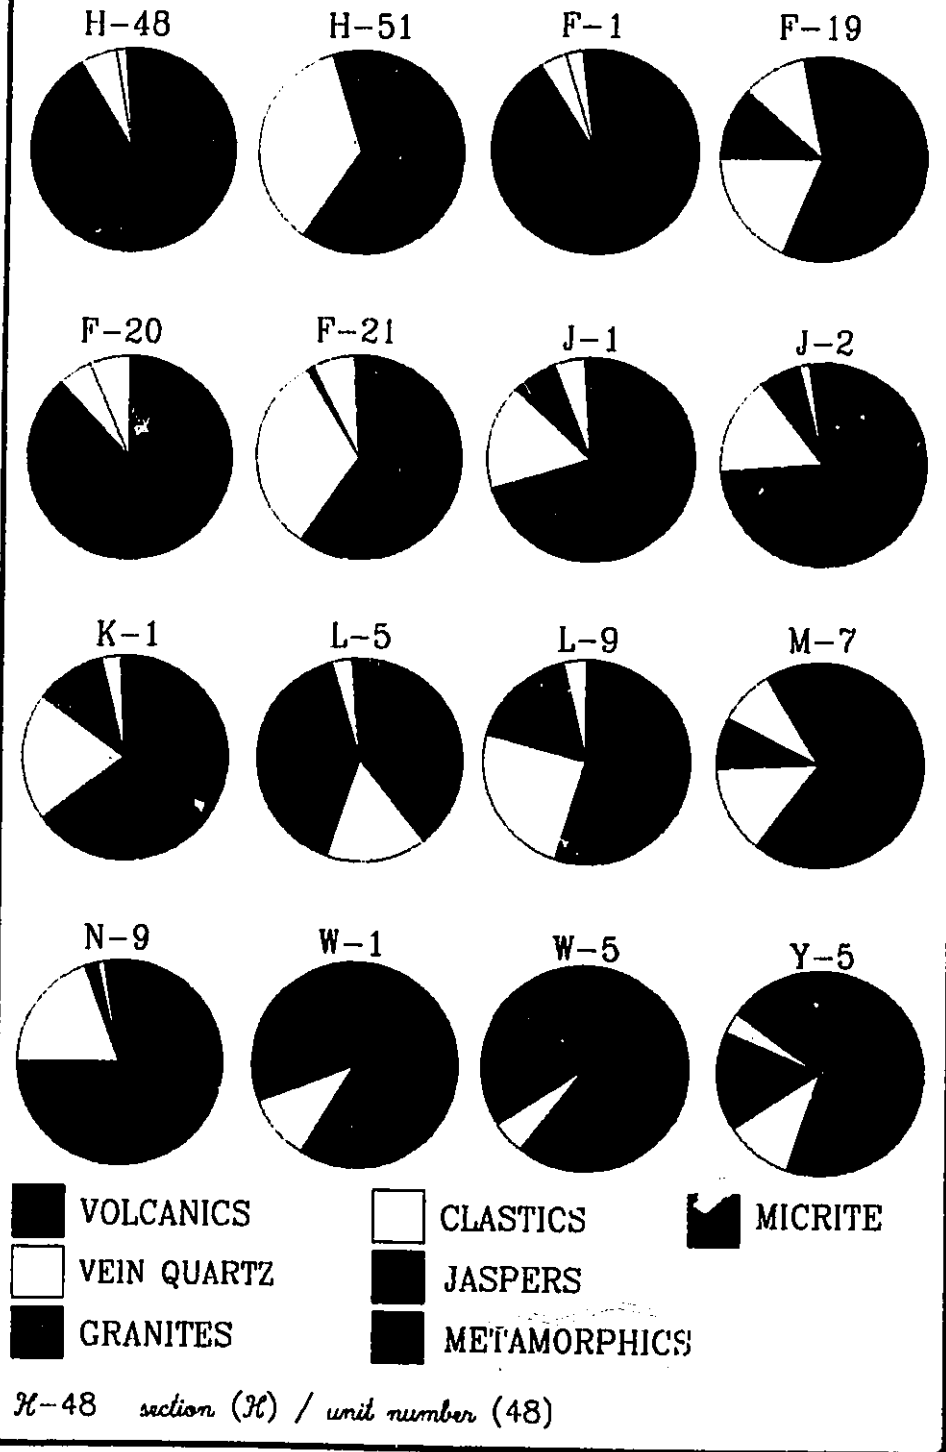 H-48 H-51 F-1 F-19
F-20 F-21 J-1 J-2
K-1 L-5 L-9 M-7
N-9 W-1 W-5 Y-5
VOLCANICS CLASTICS MICRITE
VEIN QUARTZ JASPERS
GRANITES METAMORPHICS
H-48 section (H) / unit number (48)